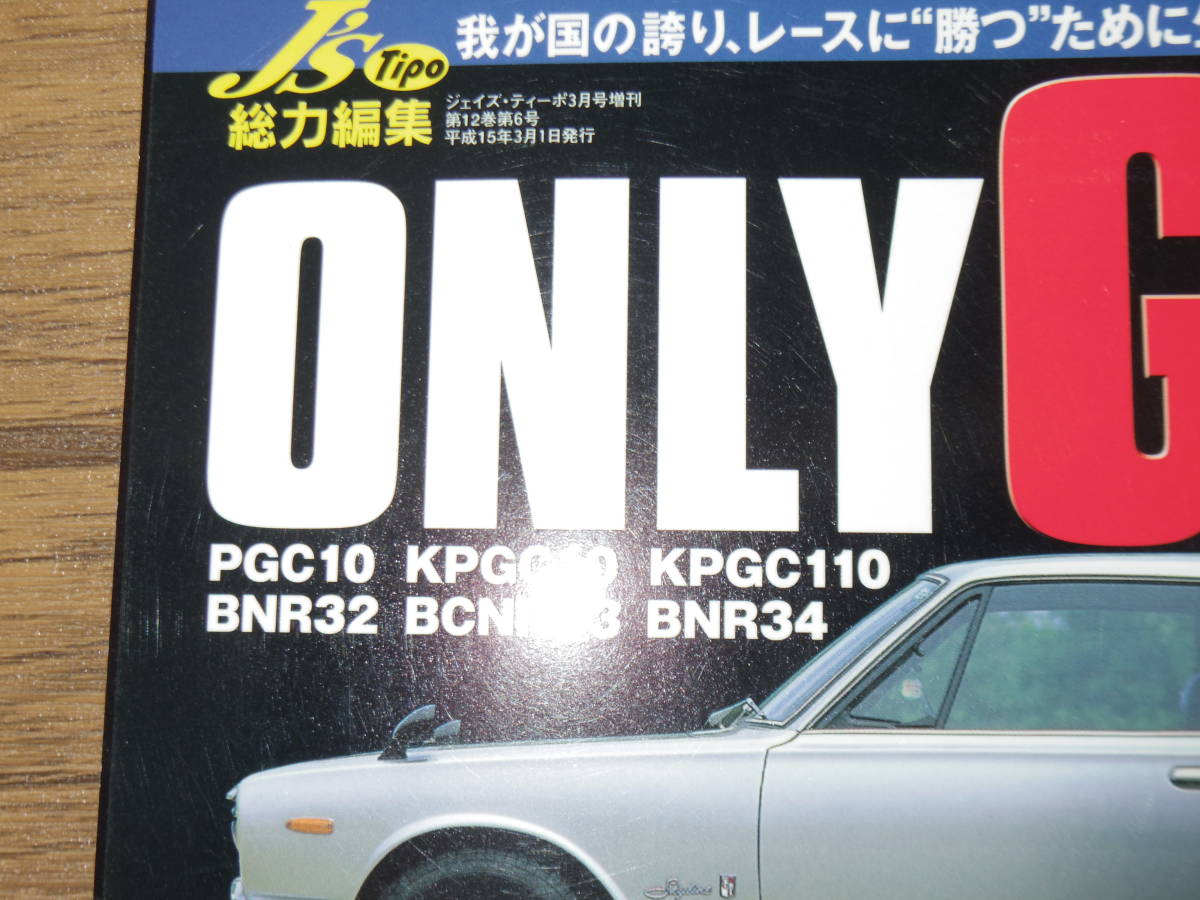 J's Tipo
我が国の誇り、レースに“勝つ”ために
総力編集
ジェイズ・ティーポ3月号増刊
第12巻第6号
平成15年3月1日発行
ONLY G
PGC10 KPGC110
BNR32 BNR34
Skyline